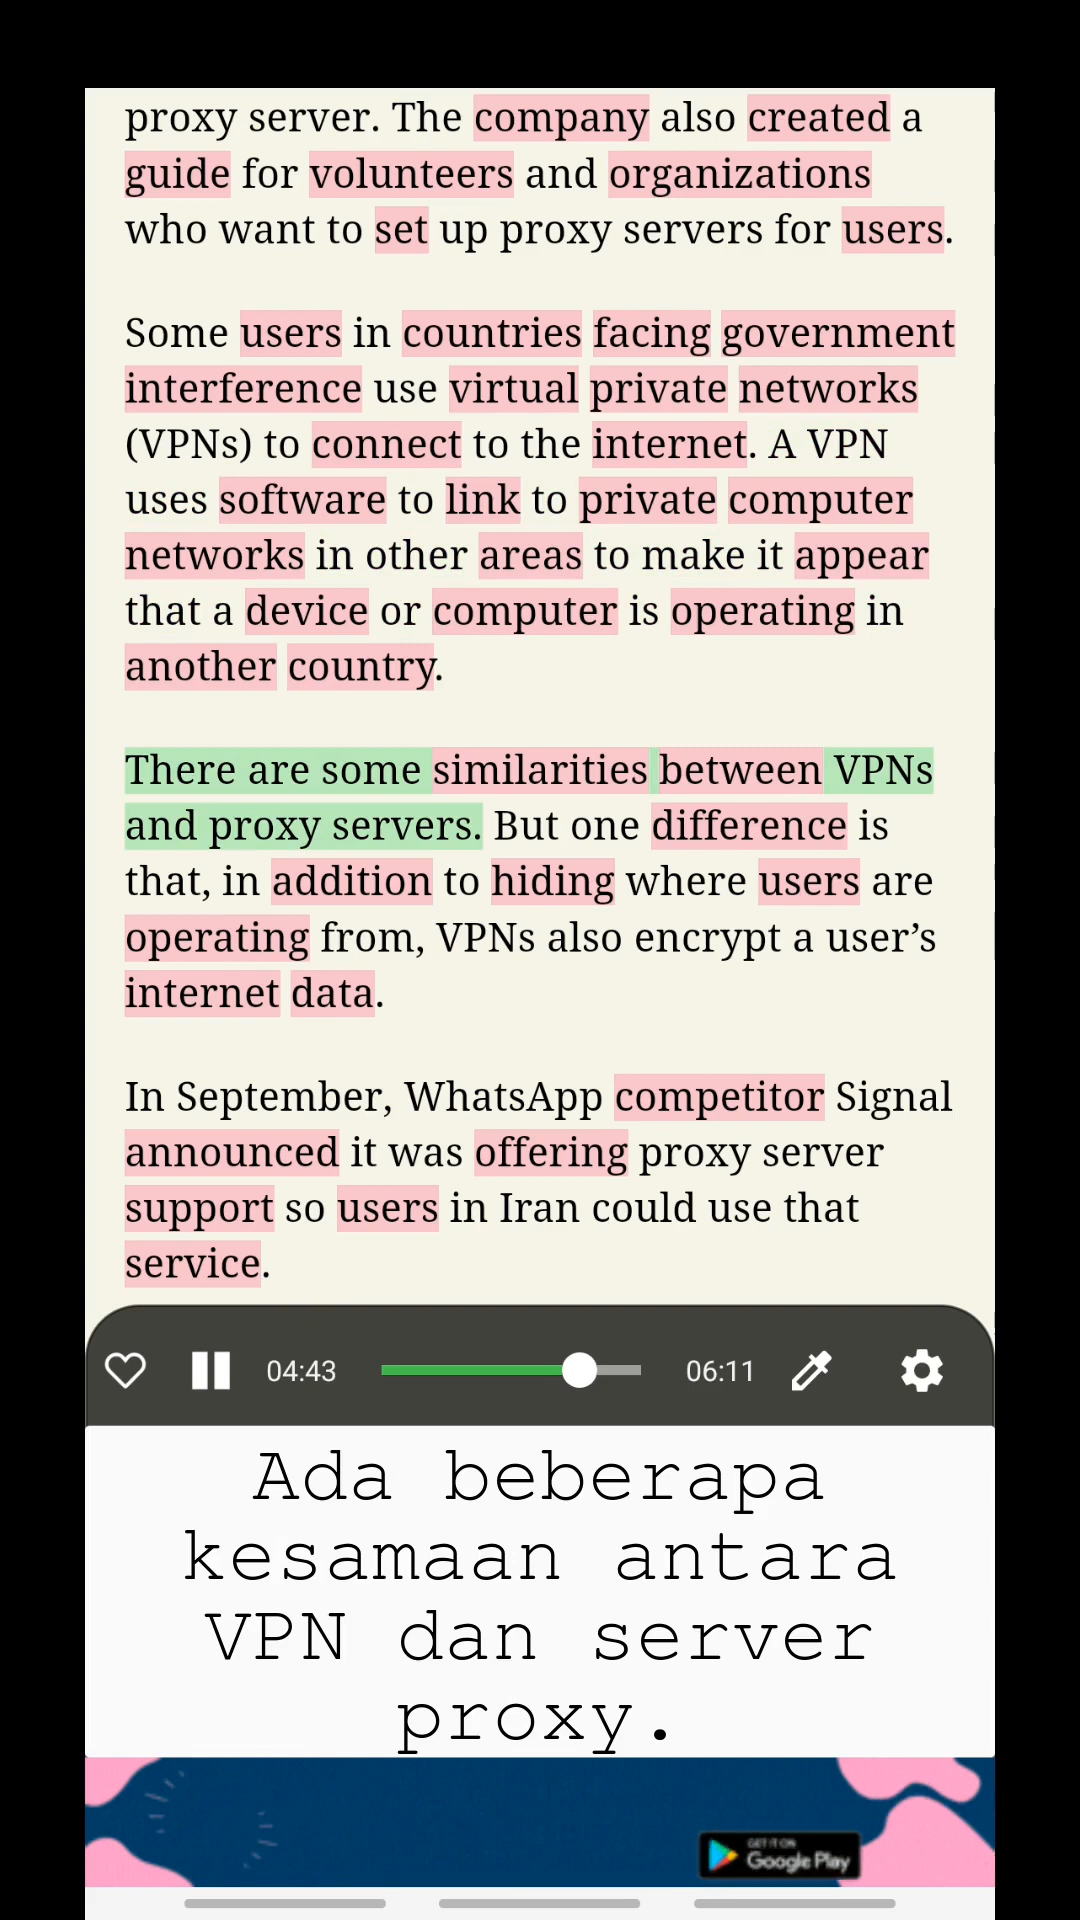 proxy server. The company also created a
guide for volunteers and organizations
who want to set up proxy servers for users.
Some users in countries facing government
interference use virtual private networks
(VPNs) to connect to the internet. A VPN
uses software to link to private computer
networks in other areas to make it appear
that a device or computer is operating in
another country.
There are some similarities between VPNs
and proxy servers. But one difference is
that, in addition to hiding where users are
operating from, VPNs also encrypt a user’s
internet data.
In September, WhatsApp competitor Signal
announced it was offering proxy server
support so users in Iran could use that
service.
04:43 06:11
Ada beberapa
kesamaan antara
VPN dan server
proxy.
GET IT ON
Google Play